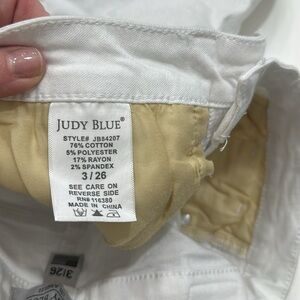 JUDY BLUE®
STYLE# JB84207
76% COTTON
5% POLYESTER
17% RAYON
2% SPANDEX
3 / 26
SEE CARE ON
REVERSE SIDE
RN# 116380
MADE IN CHINA
3/26